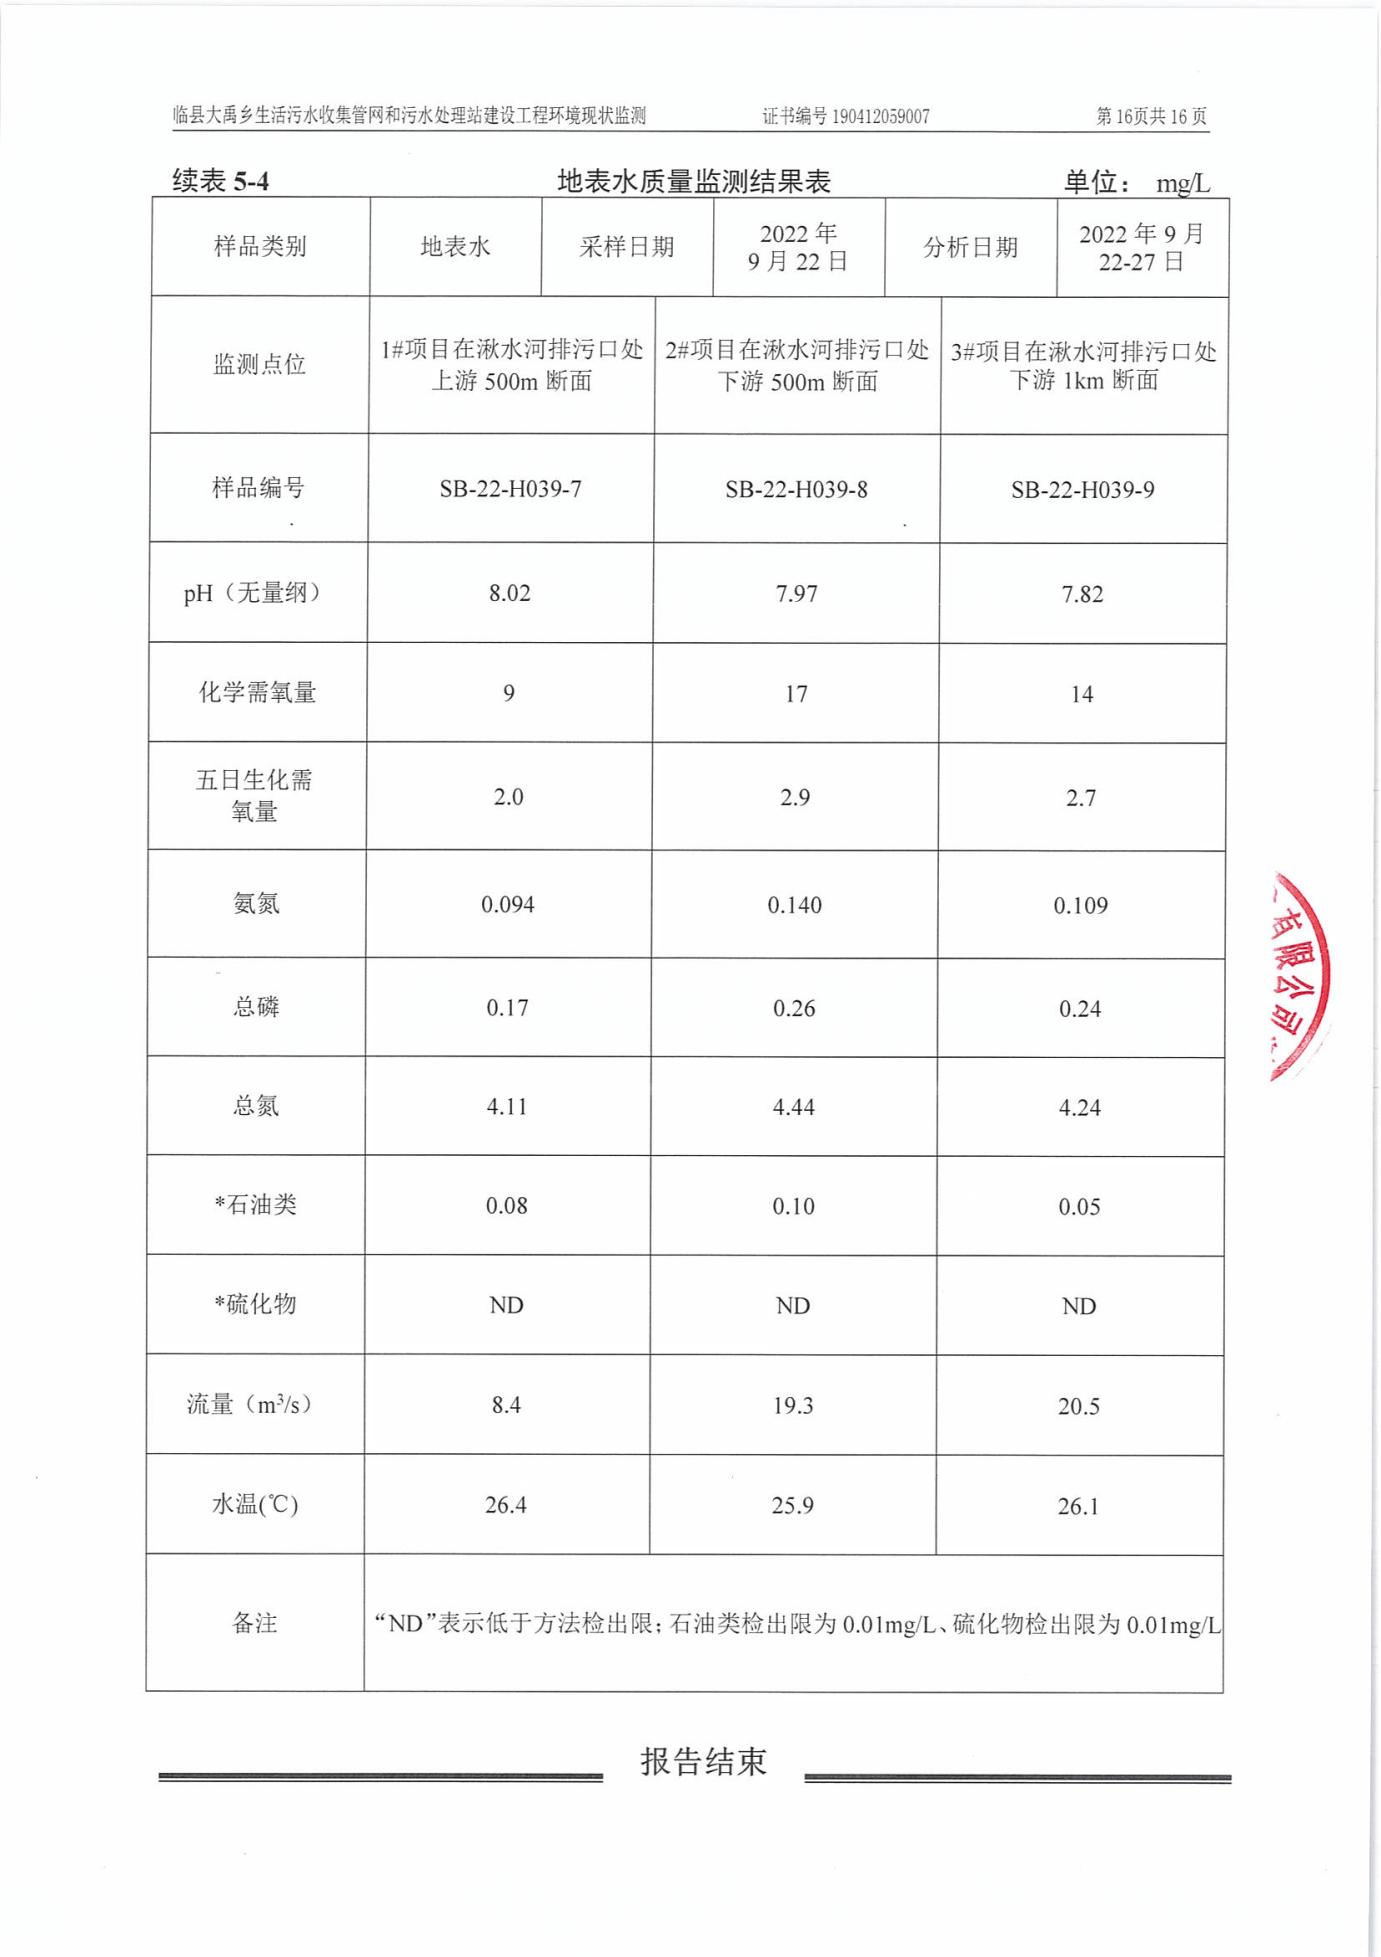 临县大禹乡生活污水收集管网和污水处理站建设工程环境现状监测 证书编号 190412059007 第 16页共 16 页
续表 5-4 地表水质量监测结果表 单位： mg/L
样品类别 地表水 采样日期 2022 年 9 月 22 日 分析日期 2022 年 9 月 22-27 日
监测点位 1#项目在湫水河排污口处上游 500m 断面 2#项目在湫水河排污口处下游 500m 断面 3#项目在湫水河排污口处下游 1km 断面
样品编号 SB-22-H039-7 SB-22-H039-8 SB-22-H039-9
pH（无量纲） 8.02 7.97 7.82
化学需氧量 9 17 14
五日生化需氧量 2.0 2.9 2.7
氨氮 0.094 0.140 0.109
总磷 0.17 0.26 0.24
总氮 4.11 4.44 4.24
*石油类 0.08 0.10 0.05
*硫化物 ND ND ND
流量（m³/s） 8.4 19.3 20.5
水温(℃) 26.4 25.9 26.1
备注 “ND”表示低于方法检出限；石油类检出限为 0.01mg/L、硫化物检出限为 0.01mg/L
报告结束
有限公司